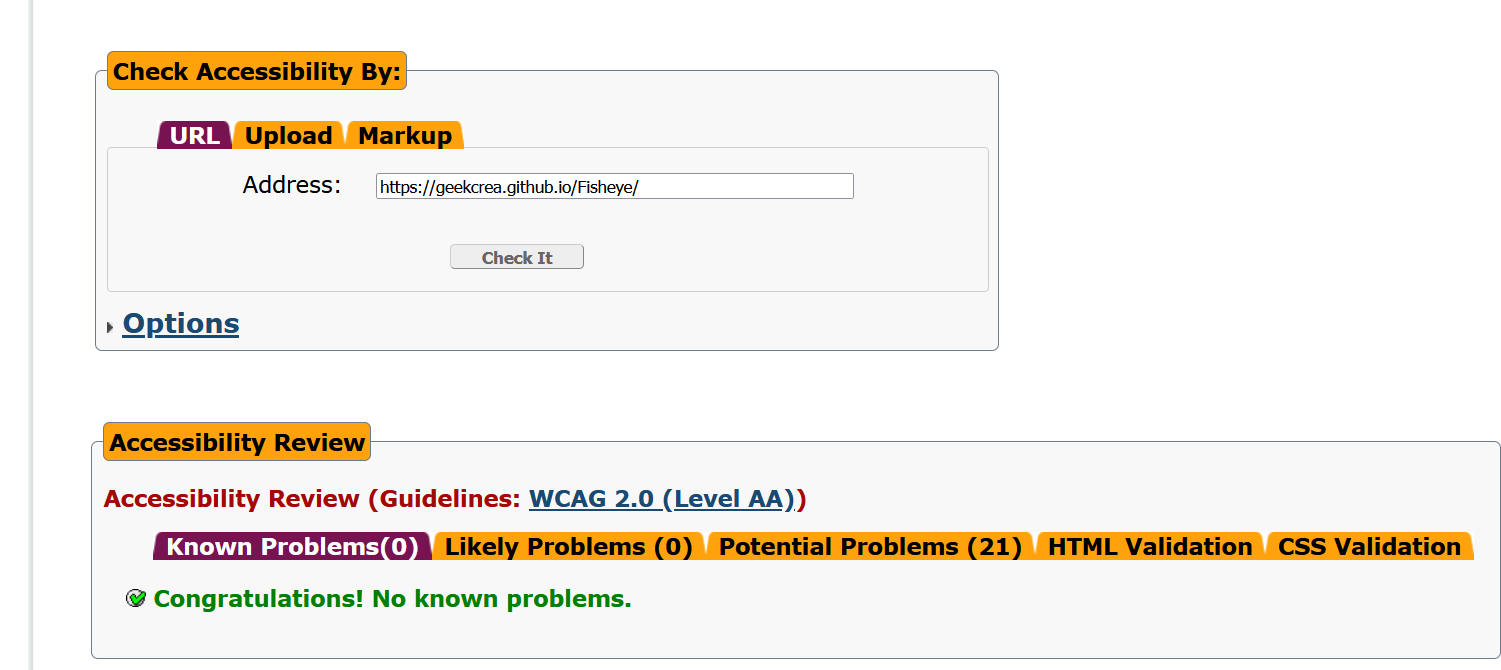 Check Accessibility By:
URL Upload Markup
Address: https://geekcrea.github.io/Fisheye/
Check It
Options
Accessibility Review
Accessibility Review (Guidelines: WCAG 2.0 (Level AA))
Known Problems(0) Likely Problems (0) Potential Problems (21) HTML Validation CSS Validation
Congratulations! No known problems.